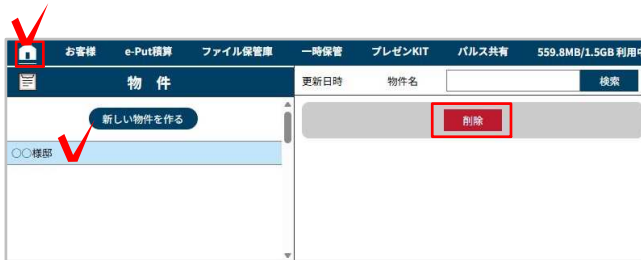 お客様 e-Put積算 ファイル保管庫 一時保管 プレゼンKIT パルス共有 559.8MB/1.5GB 利用中
物 件 更新日時 物件名 検索
新しい物件を作る 削除
〇〇様邸